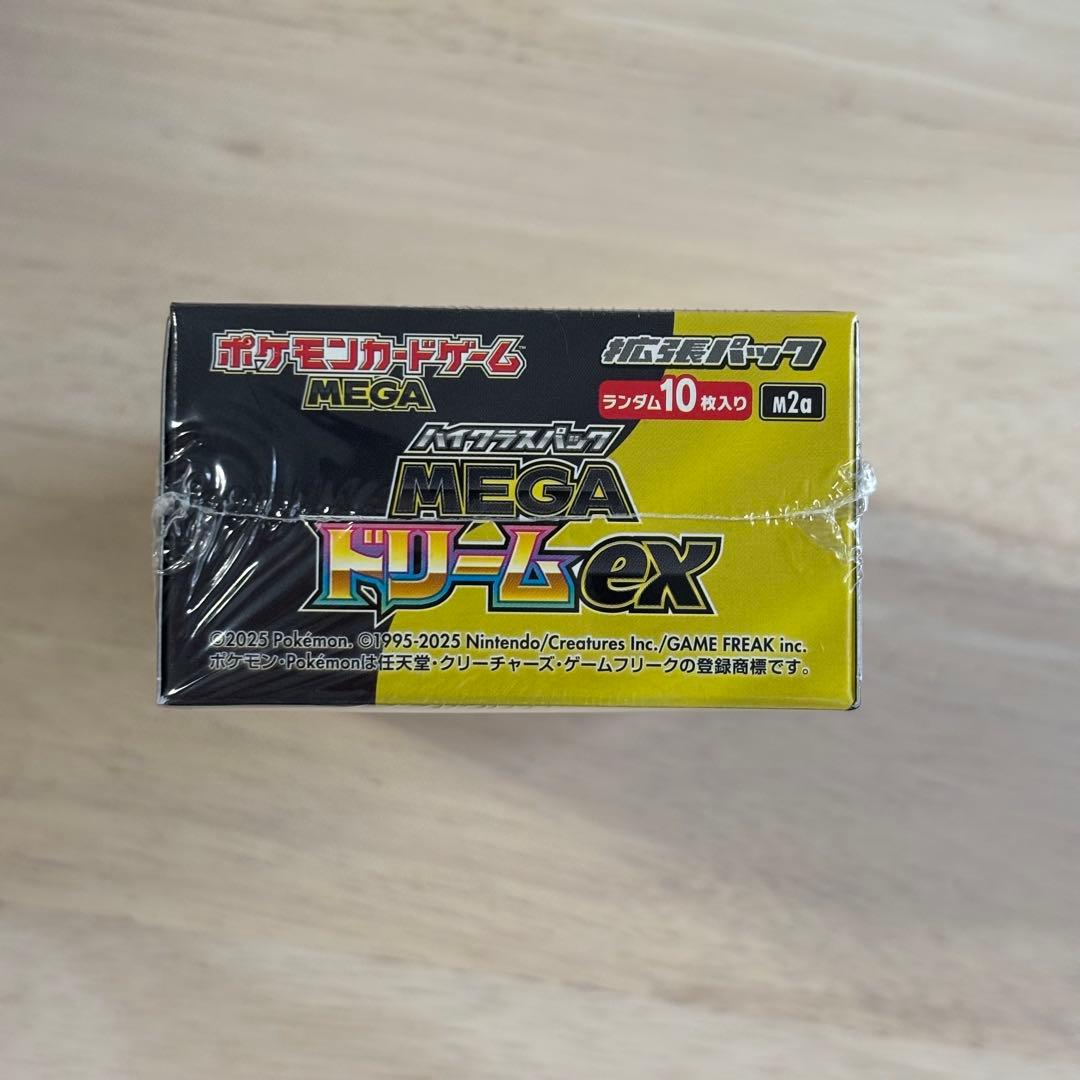 ポケモンカードゲーム
MEGA
拡張パック
ランダム10枚入り M2a
ハイクラスパック
MEGA
ドリームex
©2025 Pokémon. ©1995-2025 Nintendo/Creatures Inc./GAME FREAK inc.
ポケモン・Pokémonは任天堂・クリーチャーズ・ゲームフリークの登録商標です。